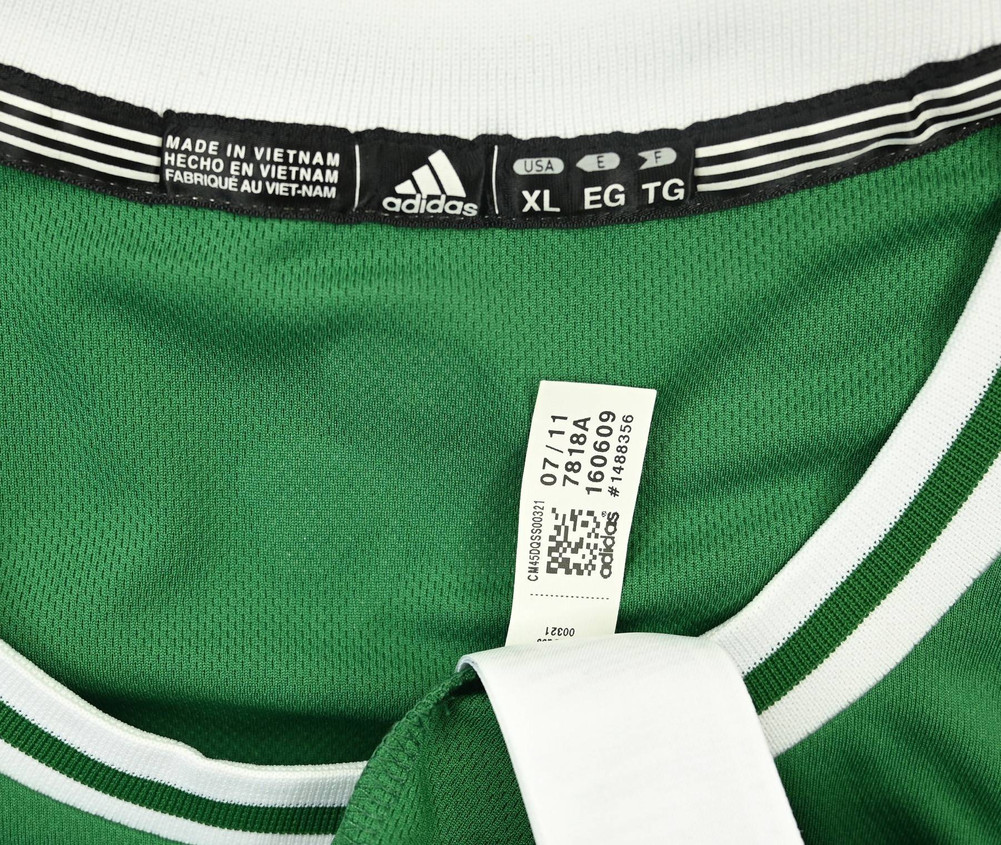 MADE IN VIETNAM
HECHO EN VIETNAM
FABRIQUÉ AU VIET-NAM
adidas
USA E F
XL EG TG
07/11
7818A
160609
#1488356
CM45DQSS00321
adidas®
00321